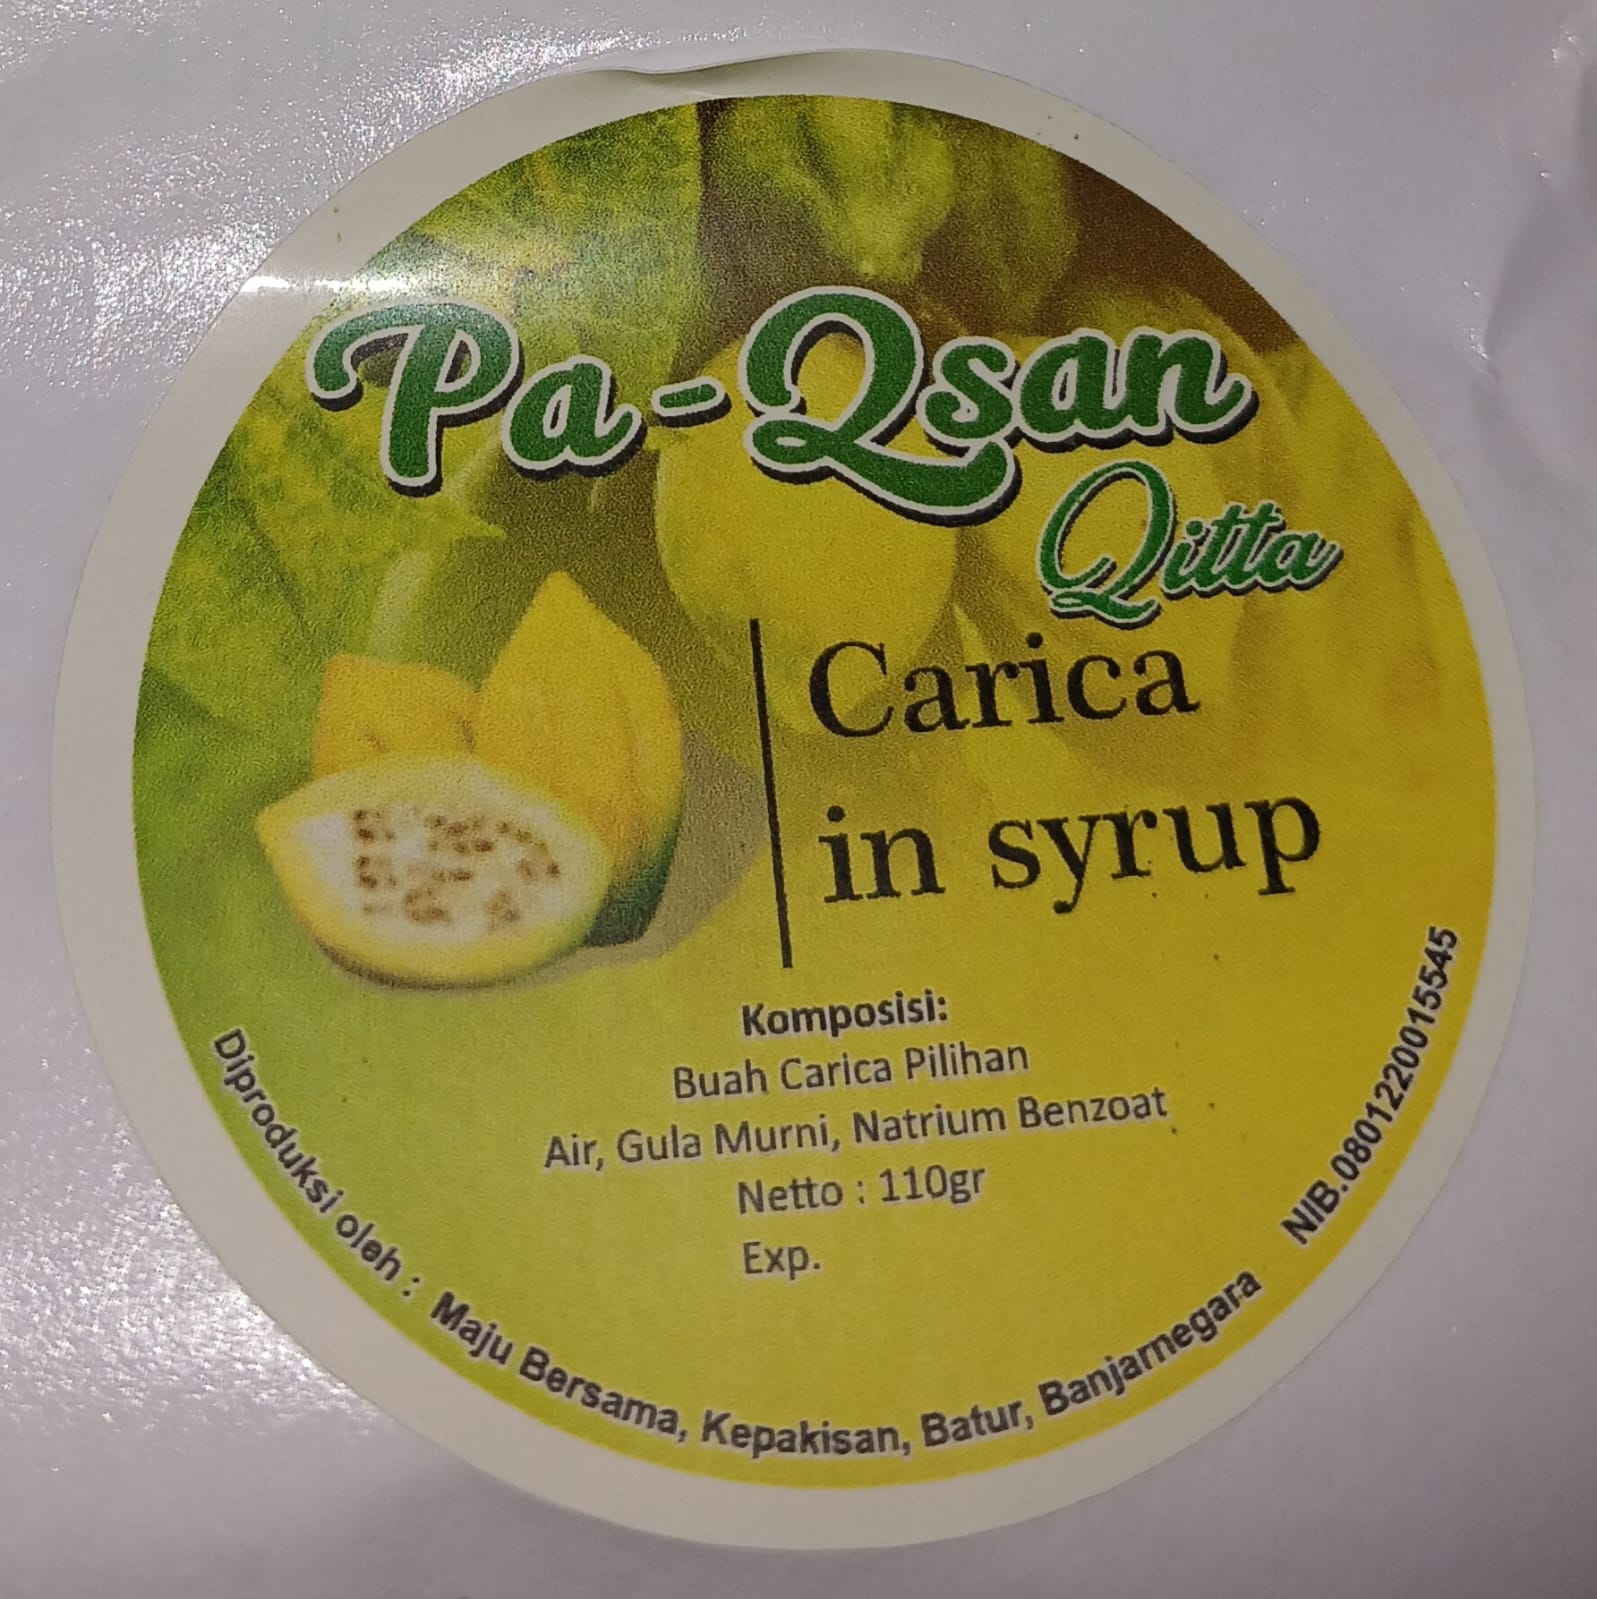 Pa-Qsan
Qitta
Carica
in syrup
Komposisi:
Buah Carica Pilihan
Air, Gula Murni, Natrium Benzoat
Netto : 110gr
Exp.
Diproduksi oleh : Maju Bersama, Kepakisan, Batur, Banjarnegara
NIB.0801220015545